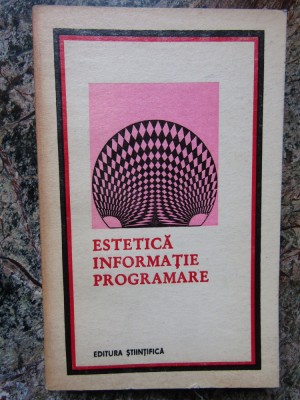 ESTETICĂ
INFORMAȚIE
PROGRAMARE
EDITURA ȘTIINȚIFICĂ